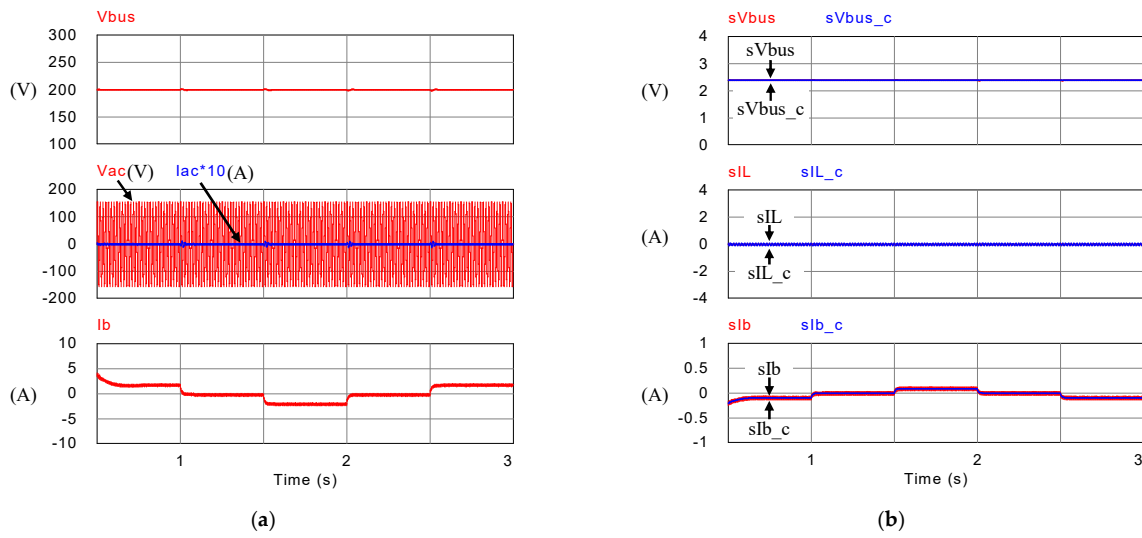 Vbus
300
250
(V) 200
150
100
Vac(V) Iac*10(A)
200
100
0
-100
-200
Ib
10
5
(A) 0
-5
-10
1 2 3
Time (s)
(a)
sVbus sVbus_c
4
sVbus
3
(V) 2
sVbus_c
1
0
sIL sIL_c
4
2
sIL
(A) 0
sIL_c
-2
-4
sIb sIb_c
1
0.5
sIb
(A) 0
-0.5
sIb_c
-1
1 2 3
Time (s)
(b)